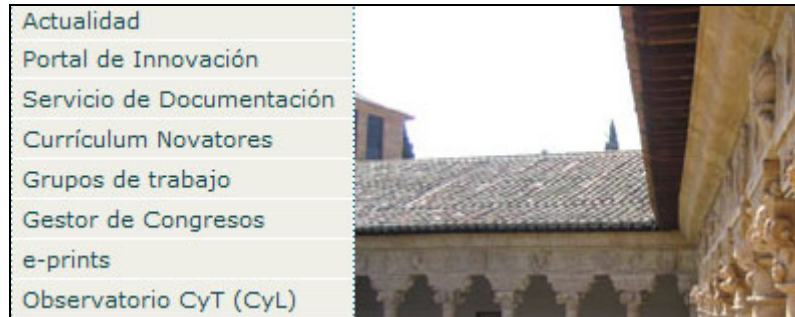 Actualidad
Portal de Innovación
Servicio de Documentación
Currículum Novatores
Grupos de trabajo
Gestor de Congresos
e-prints
Observatorio CyT (CyL)